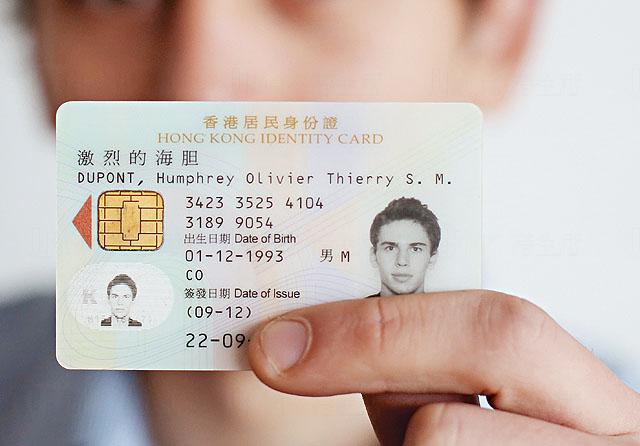 香港居民身份證
HONG KONG IDENTITY CARD
激烈的海胆
DUPONT, Humphrey Olivier Thierry S. M.
3423 3525 4104
3189 9054
出生日期 Date of Birth
01-12-1993 男 M
CO
簽發日期 Date of Issue
(09-12)
22-09
K